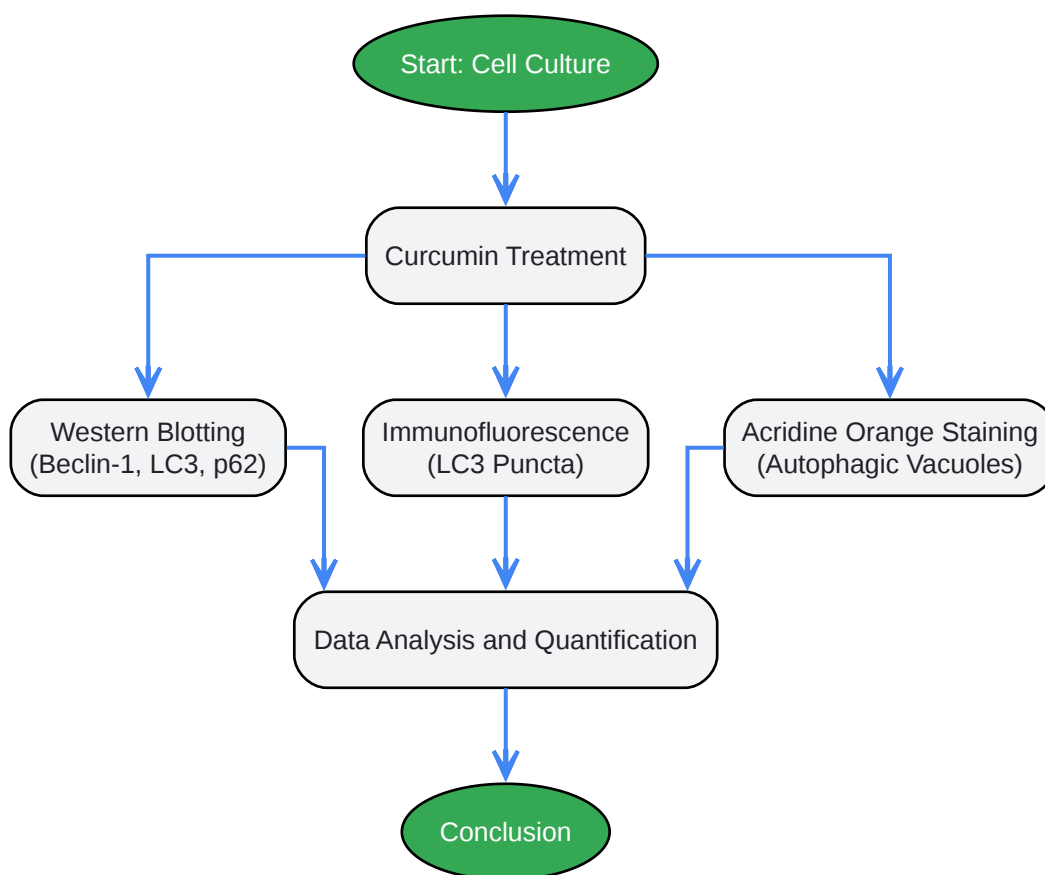 Start: Cell Culture
Curcumin Treatment
Western Blotting
(Beclin-1, LC3, p62)
Immunofluorescence
(LC3 Puncta)
Acridine Orange Staining
(Autophagic Vacuoles)
Data Analysis and Quantification
Conclusion